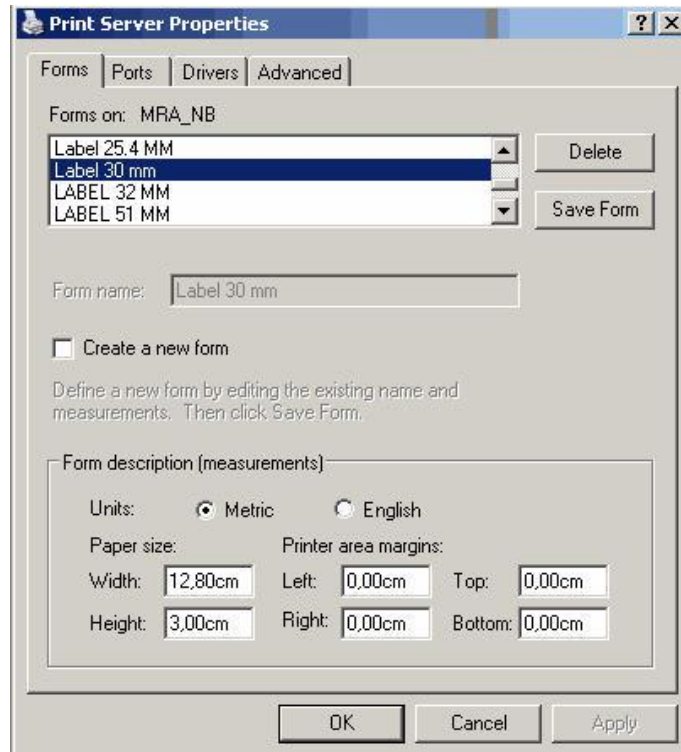 Print Server Properties
Forms Ports Drivers Advanced
Forms on: MRA_NB
Label 25.4 MM
Label 30 mm
LABEL 32 MM
LABEL 51 MM
Delete
Save Form
Form name: Label 30 mm
Create a new form
Define a new form by editing the existing name and
measurements. Then click Save Form.
Form description (measurements)
Units: Metric English
Paper size: Printer area margins:
Width: 12,80cm Left: 0,00cm Top: 0,00cm
Height: 3,00cm Right: 0,00cm Bottom: 0,00cm
OK Cancel Apply